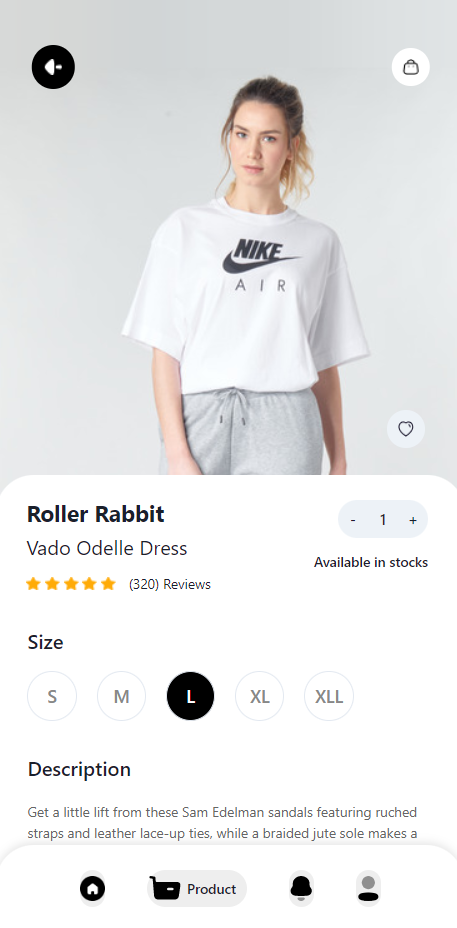 NIKE
AIR
Roller Rabbit
- 1 +
Vado Odelle Dress
Available in stocks
(320) Reviews
Size
S M L XL XLL
Description
Get a little lift from these Sam Edelman sandals featuring ruched
straps and leather lace-up ties, while a braided jute sole makes a
Product